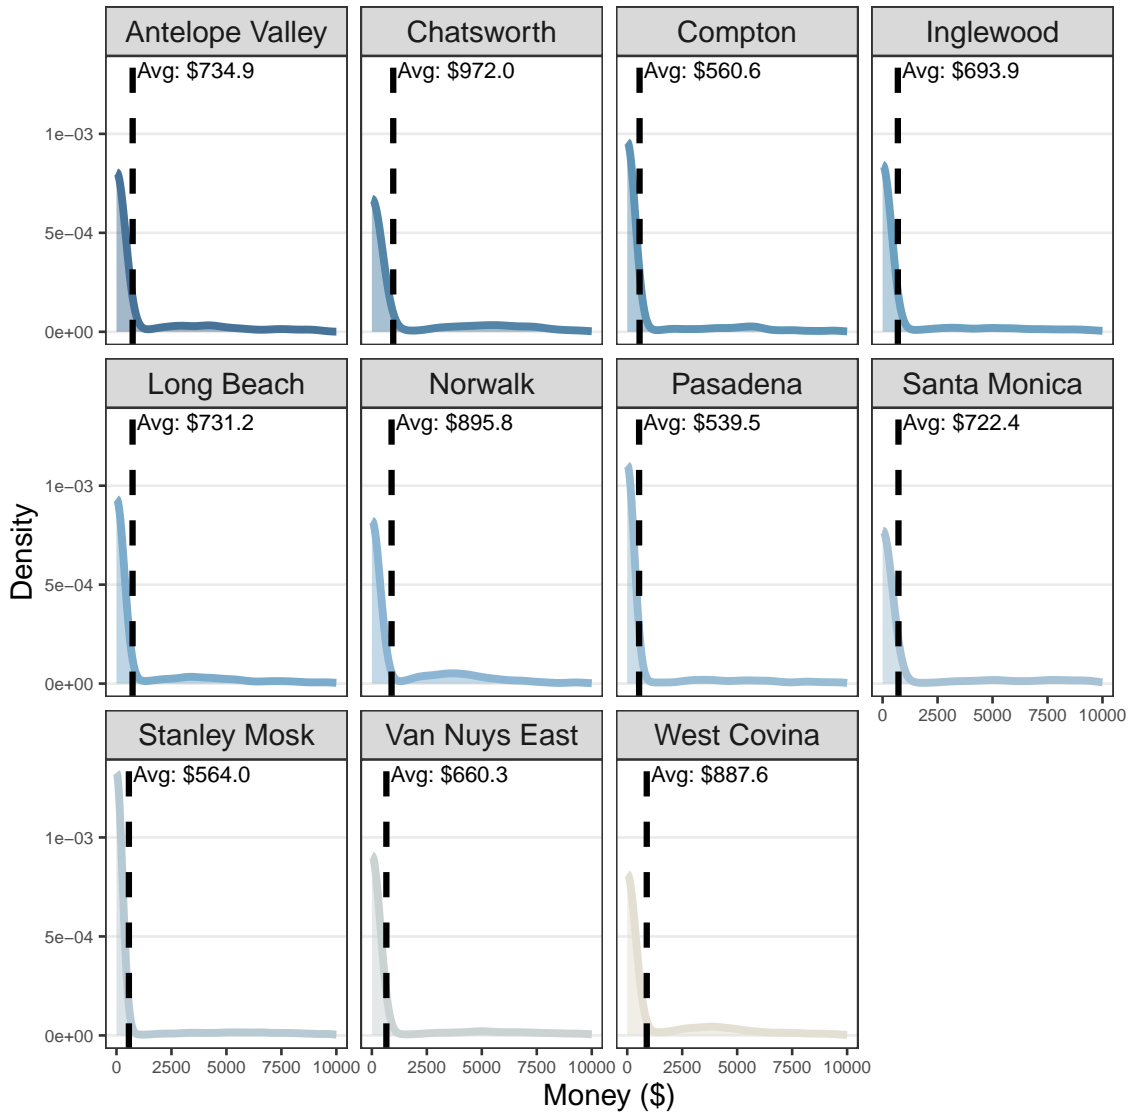 Antelope Valley
Chatsworth
Compton
Inglewood
Avg: $734.9
Avg: $972.0
Avg: $560.6
Avg: $693.9
1e−03
5e−04
0e+00
Long Beach
Norwalk
Pasadena
Santa Monica
Avg: $731.2
Avg: $895.8
Avg: $539.5
Avg: $722.4
1e−03
5e−04
0e+00
0 2500 5000 7500 10000
Stanley Mosk
Van Nuys East
West Covina
Avg: $564.0
Avg: $660.3
Avg: $887.6
1e−03
5e−04
0e+00
0 2500 5000 7500 10000
0 2500 5000 7500 10000
0 2500 5000 7500 10000
Density
Money ($)